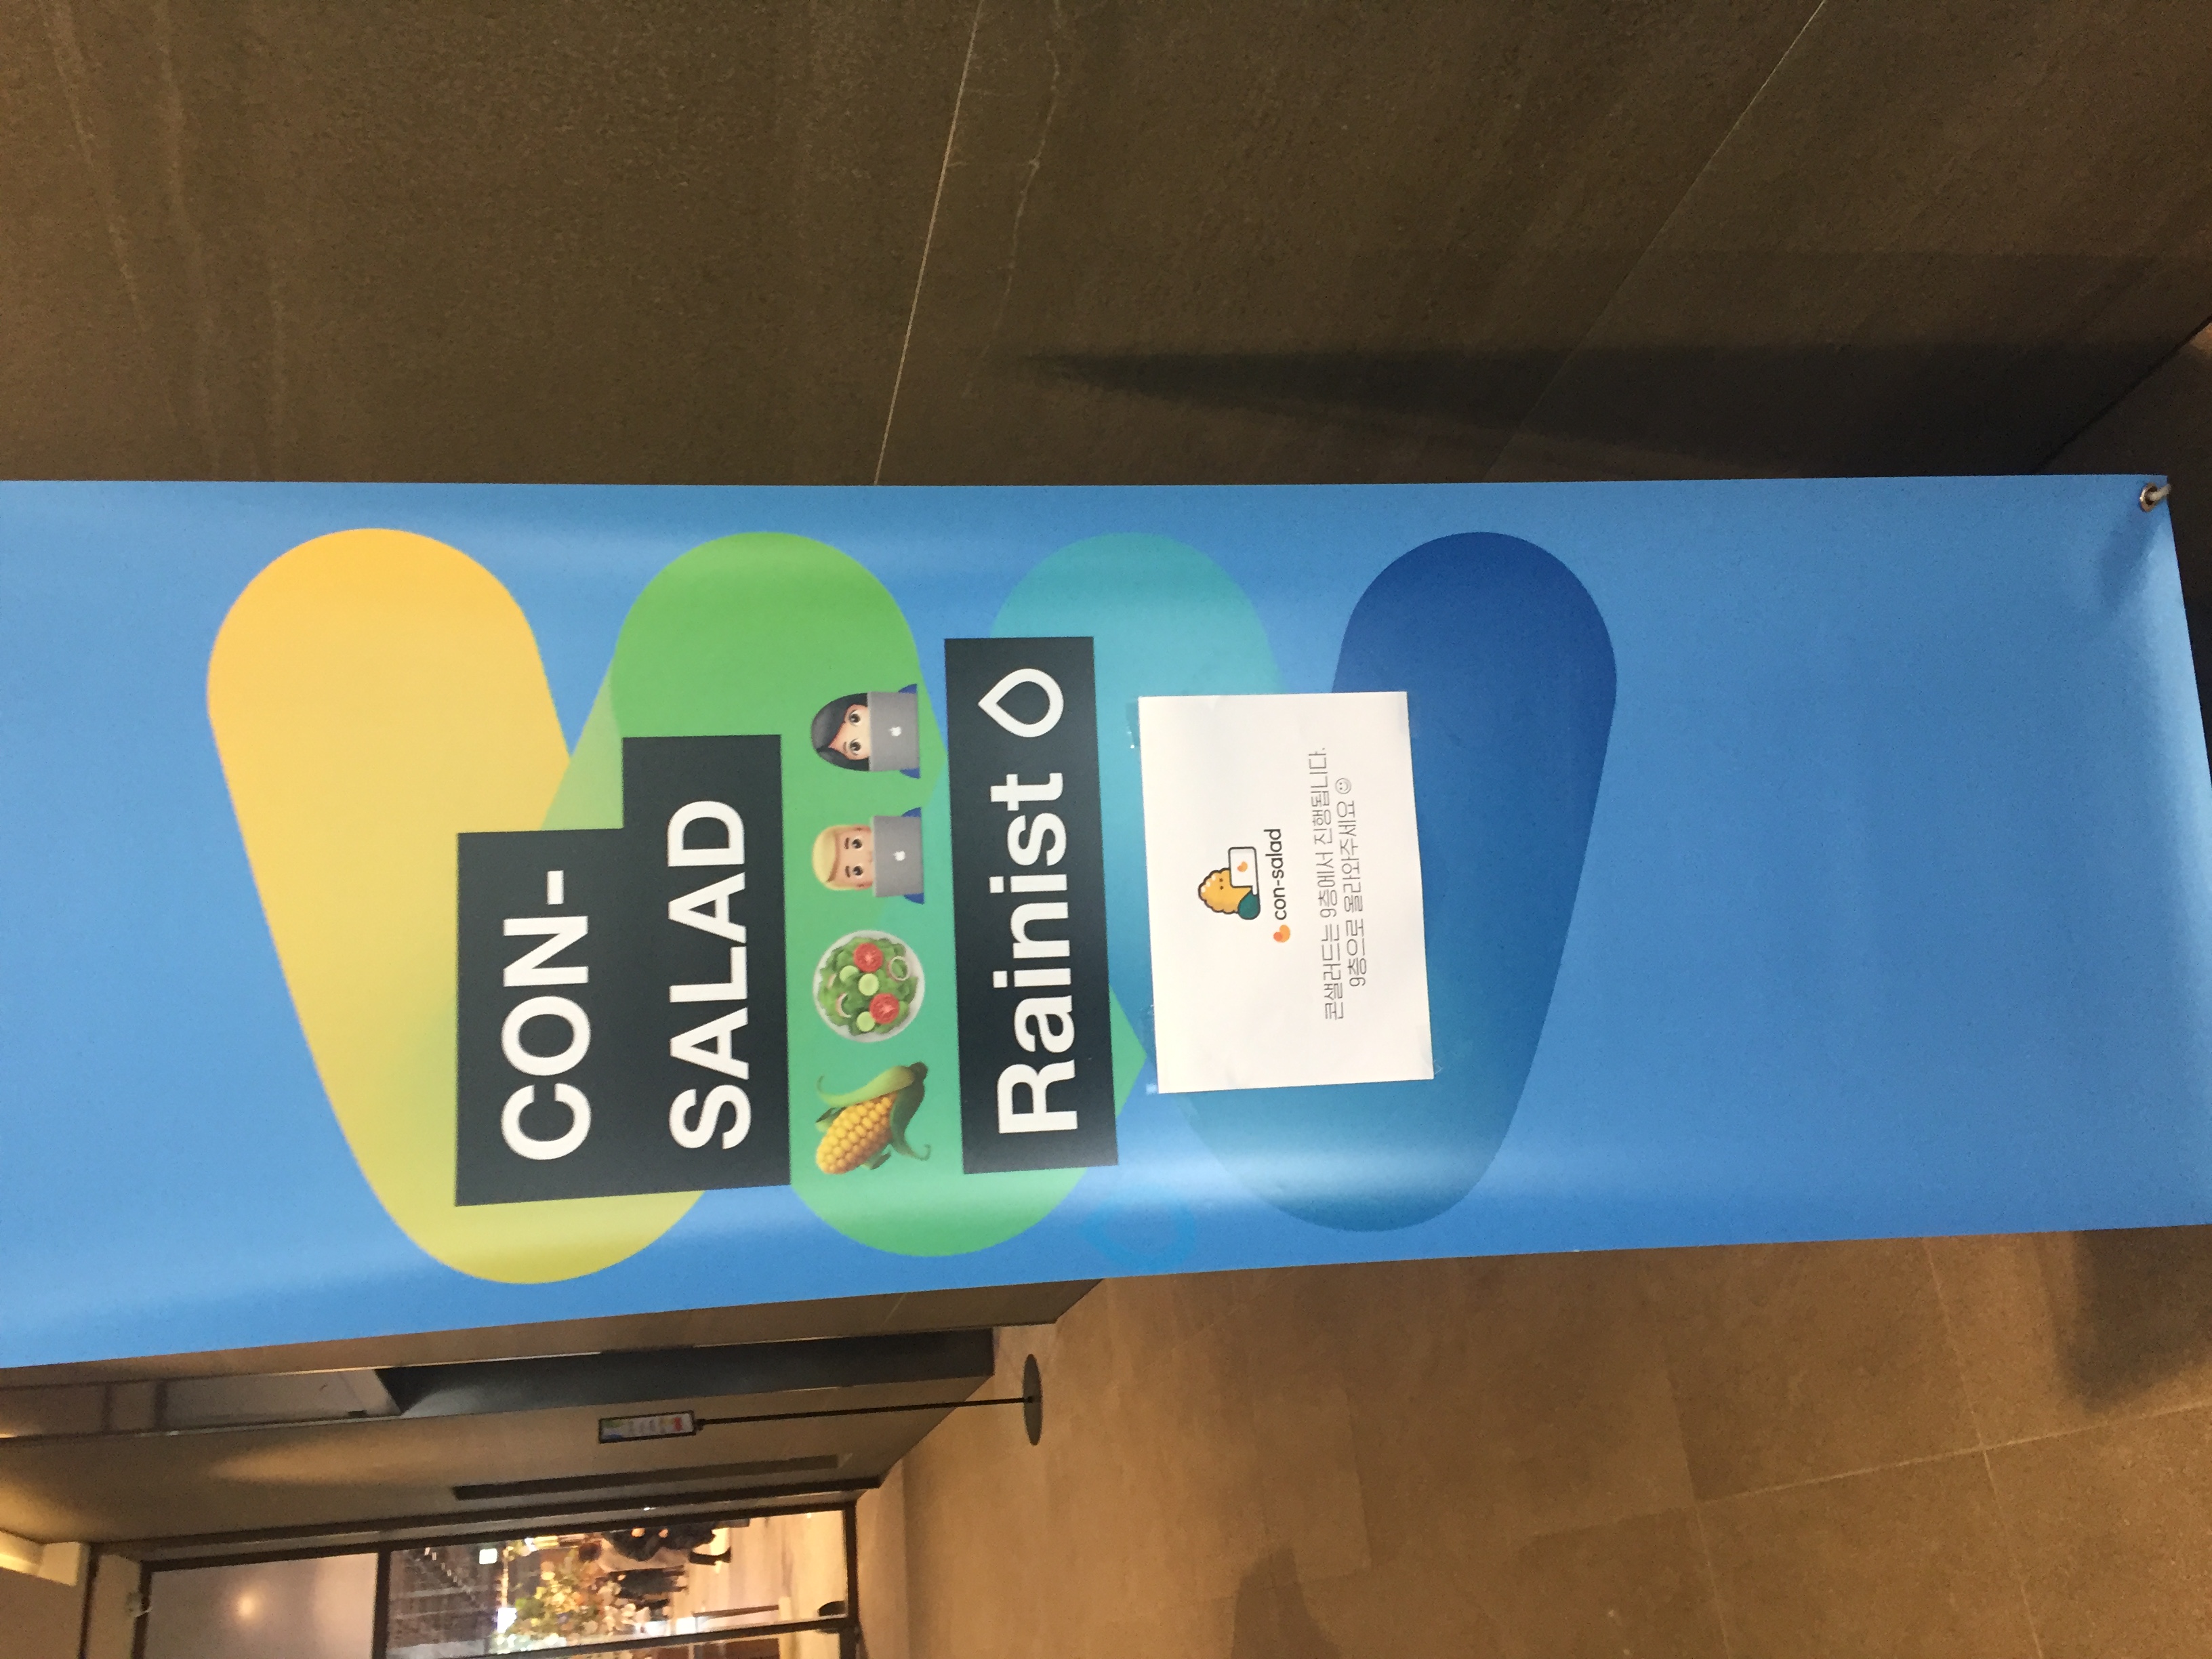 CON-
SALAD
Rainist
con-salad
콘샐러드는 9층에서 진행됩니다.
9층으로 올라와주세요 ☺